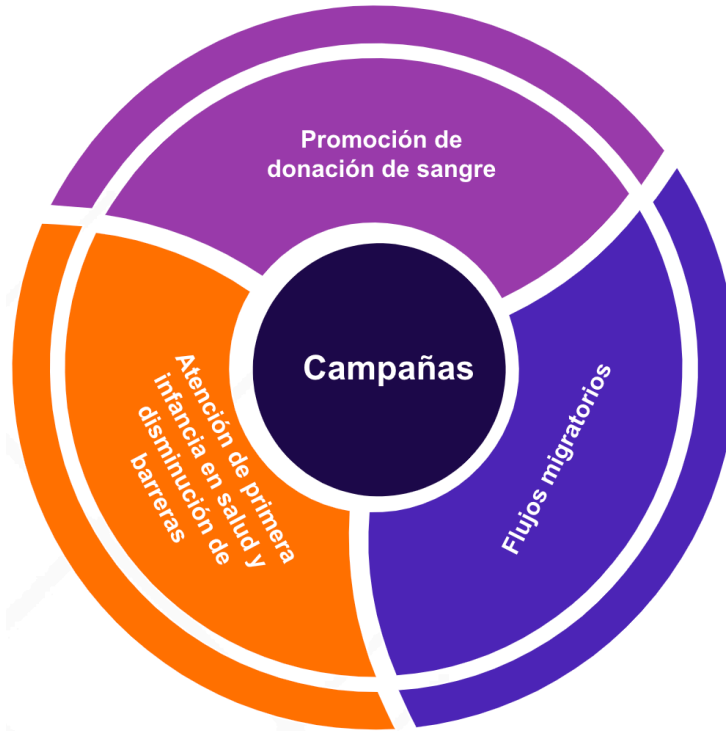 Promoción de
donación de sangre
Campañas
Flujos migratorios
Atención de primera
infancia en salud y
disminución de
barreras